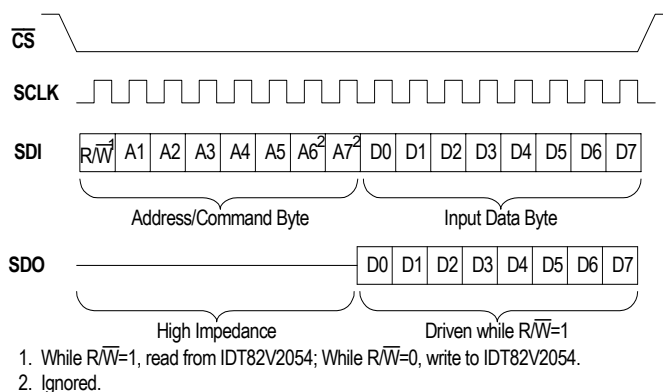 CS
SCLK
SDI R/W1 A1 A2 A3 A4 A5 A62 A72 D0 D1 D2 D3 D4 D5 D6 D7
Address/Command Byte Input Data Byte
SDO D0 D1 D2 D3 D4 D5 D6 D7
High Impedance Driven while R/W=1
1. While R/W=1, read from IDT82V2054; While R/W=0, write to IDT82V2054.
2. Ignored.